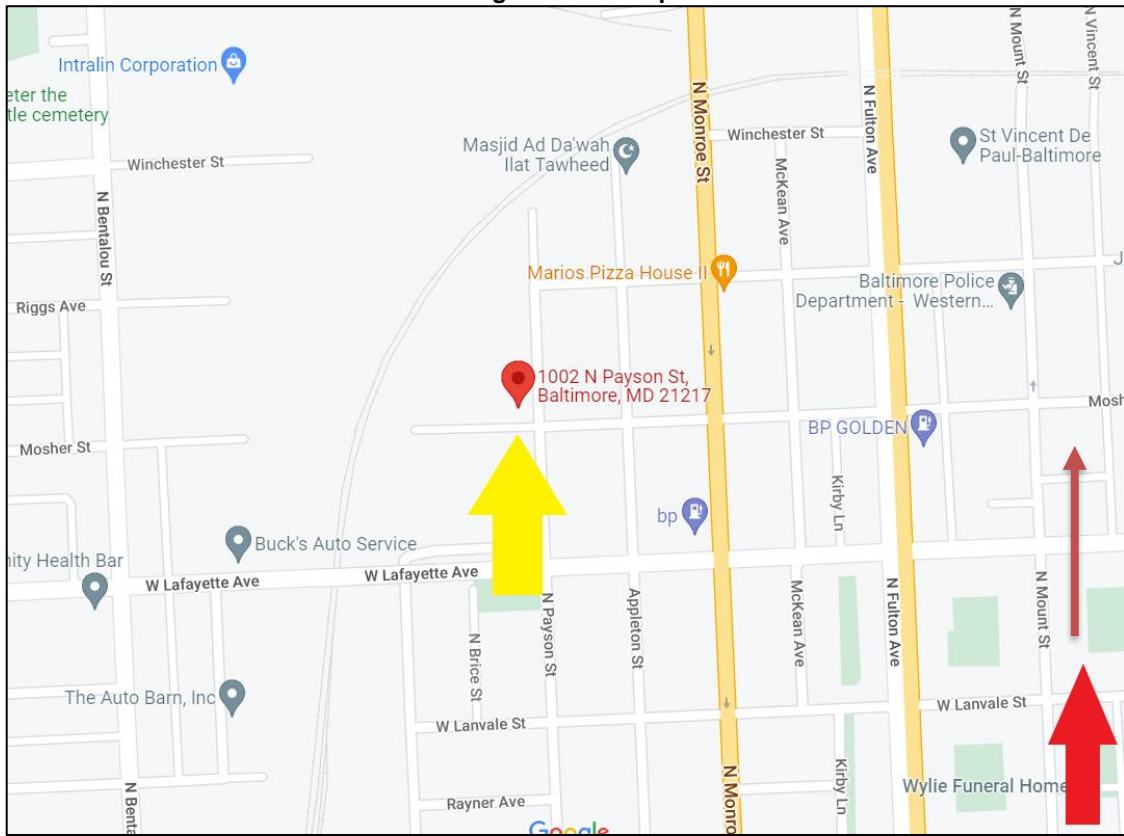 N Mount St
N Vincent St
Intralin Corporation
eter the
tle cemetery
Winchester St
Masjid Ad Da'wah
Ilat Tawheed
N Monroe St
Winchester St
N Fulton Ave
McKean Ave
St Vincent De
Paul-Baltimore
N Bentalou St
Marios Pizza House II
Baltimore Police
Department - Western...
J
Riggs Ave
1002 N Payson St,
Baltimore, MD 21217
Mosh
BP GOLDEN
Mosher St
Kirby Ln
bp
Buck's Auto Service
nity Health Bar
W Lafayette Ave
W Lafayette Ave
N Brice St
N Payson St
Appleton St
McKean Ave
N Fulton Ave
N Mount St
The Auto Barn, Inc
W Lanvale St
W Lanvale St
N Benta
Rayner Ave
N Monro
Kirby Ln
Wylie Funeral Home
Google